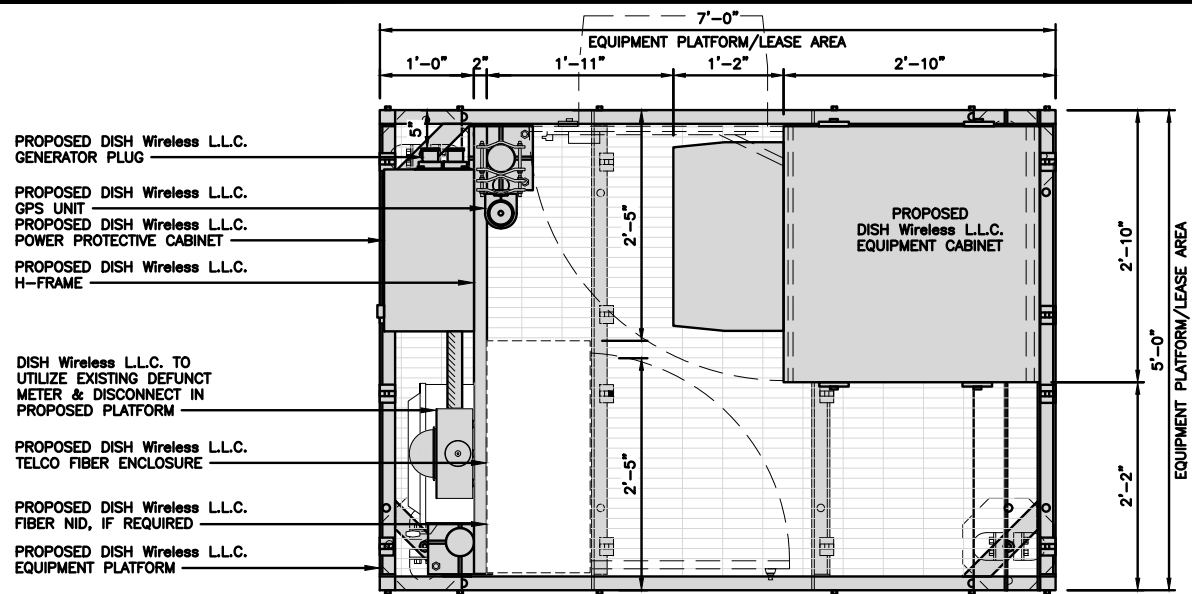 7'-0"
EQUIPMENT PLATFORM/LEASE AREA
1'-0"
2"
1'-11"
1'-2"
2'-10"
5"
PROPOSED DISH Wireless L.L.C.
GENERATOR PLUG
PROPOSED DISH Wireless L.L.C.
GPS UNIT
PROPOSED DISH Wireless L.L.C.
POWER PROTECTIVE CABINET
PROPOSED DISH Wireless L.L.C.
H-FRAME
DISH Wireless L.L.C. TO
UTILIZE EXISTING DEFUNCT
METER & DISCONNECT IN
PROPOSED PLATFORM
PROPOSED DISH Wireless L.L.C.
TELCO FIBER ENCLOSURE
PROPOSED DISH Wireless L.L.C.
FIBER NID, IF REQUIRED
PROPOSED DISH Wireless L.L.C.
EQUIPMENT PLATFORM
2'-5"
2'-5"
PROPOSED
DISH Wireless L.L.C.
EQUIPMENT CABINET
2'-10"
2'-2"
5'-0"
EQUIPMENT PLATFORM/LEASE AREA